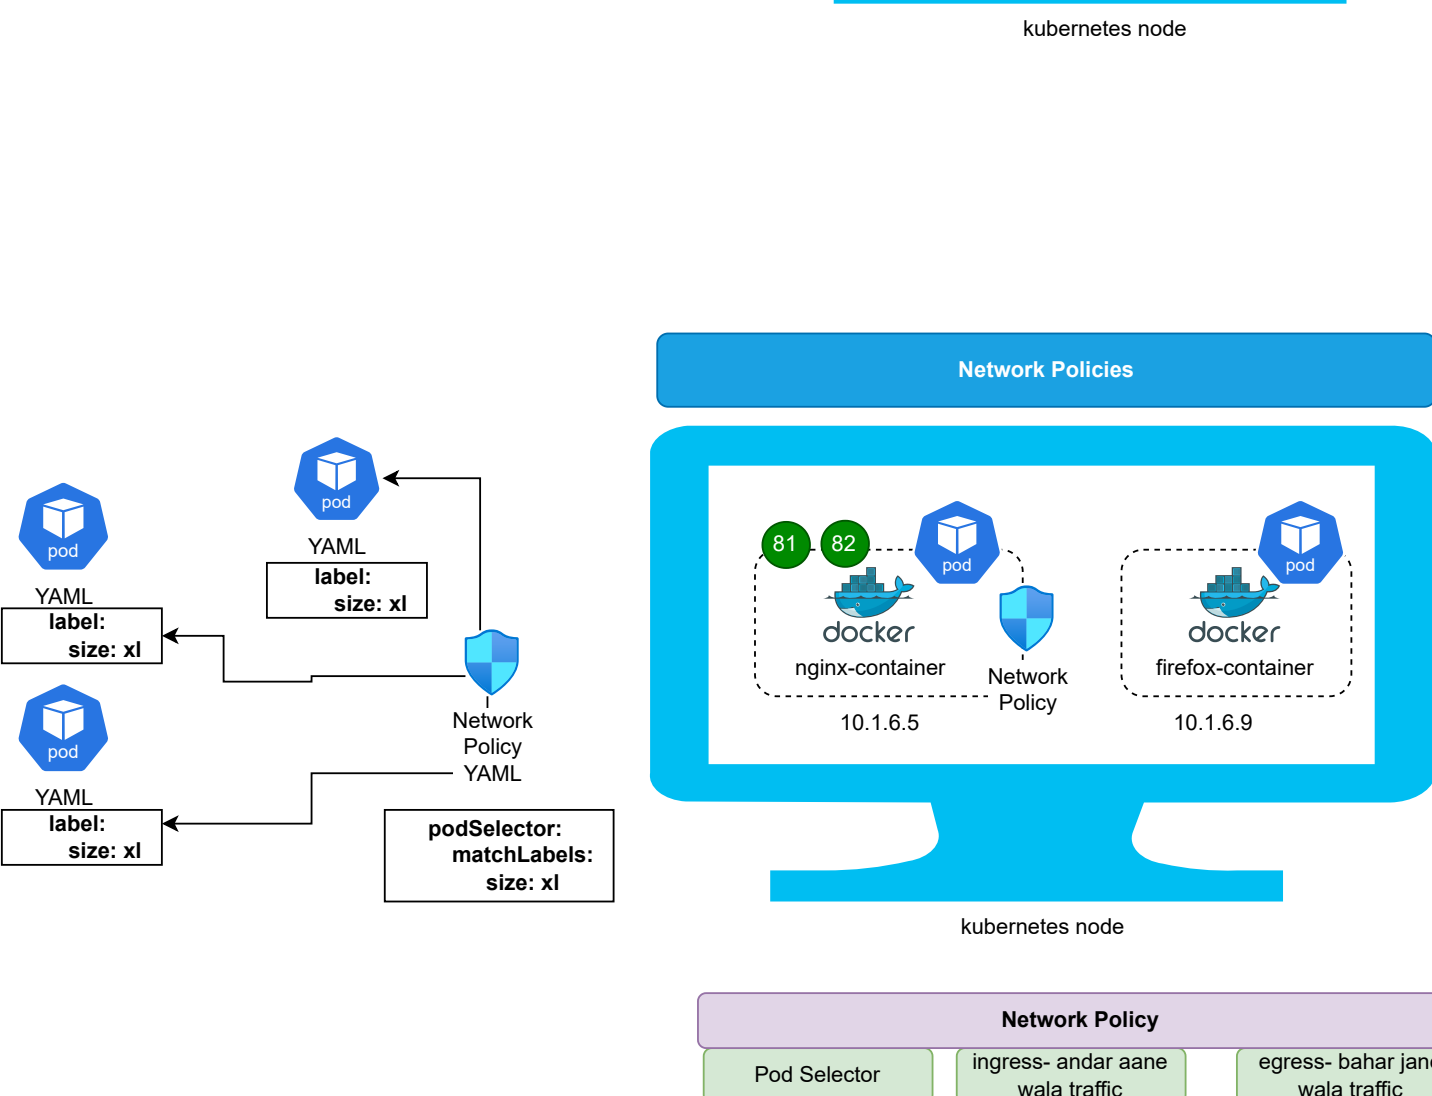 kubernetes node
Network Policies
pod
YAML
label:
size: xl
pod
YAML
label:
size: xl
pod
YAML
label:
size: xl
Network
Policy
YAML
podSelector:
matchLabels:
size: xl
81
82
pod
docker
nginx-container
Network
Policy
10.1.6.5
pod
docker
firefox-container
10.1.6.9
kubernetes node
Network Policy
Pod Selector
ingress- andar aane
wala traffic
egress- bahar jane
wala traffic